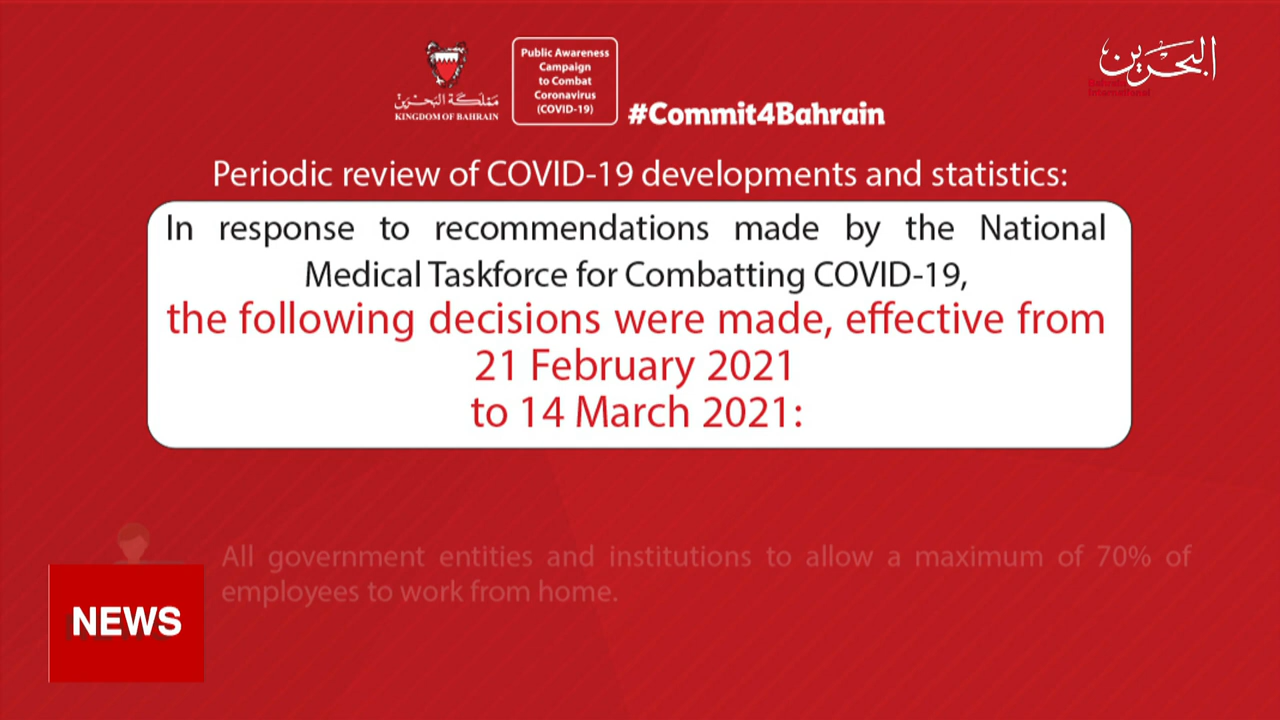 مملكة البحرين
KINGDOM OF BAHRAIN
Public Awareness
Campaign
to Combat
Coronavirus
(COVID-19)
#Commit4Bahrain
البحرين
Bahrain
International
Periodic review of COVID-19 developments and statistics:
In response to recommendations made by the National
Medical Taskforce for Combatting COVID-19,
the following decisions were made, effective from
21 February 2021
to 14 March 2021:
All government entities and institutions to allow a maximum of 70% of
employees to work from home.
NEWS